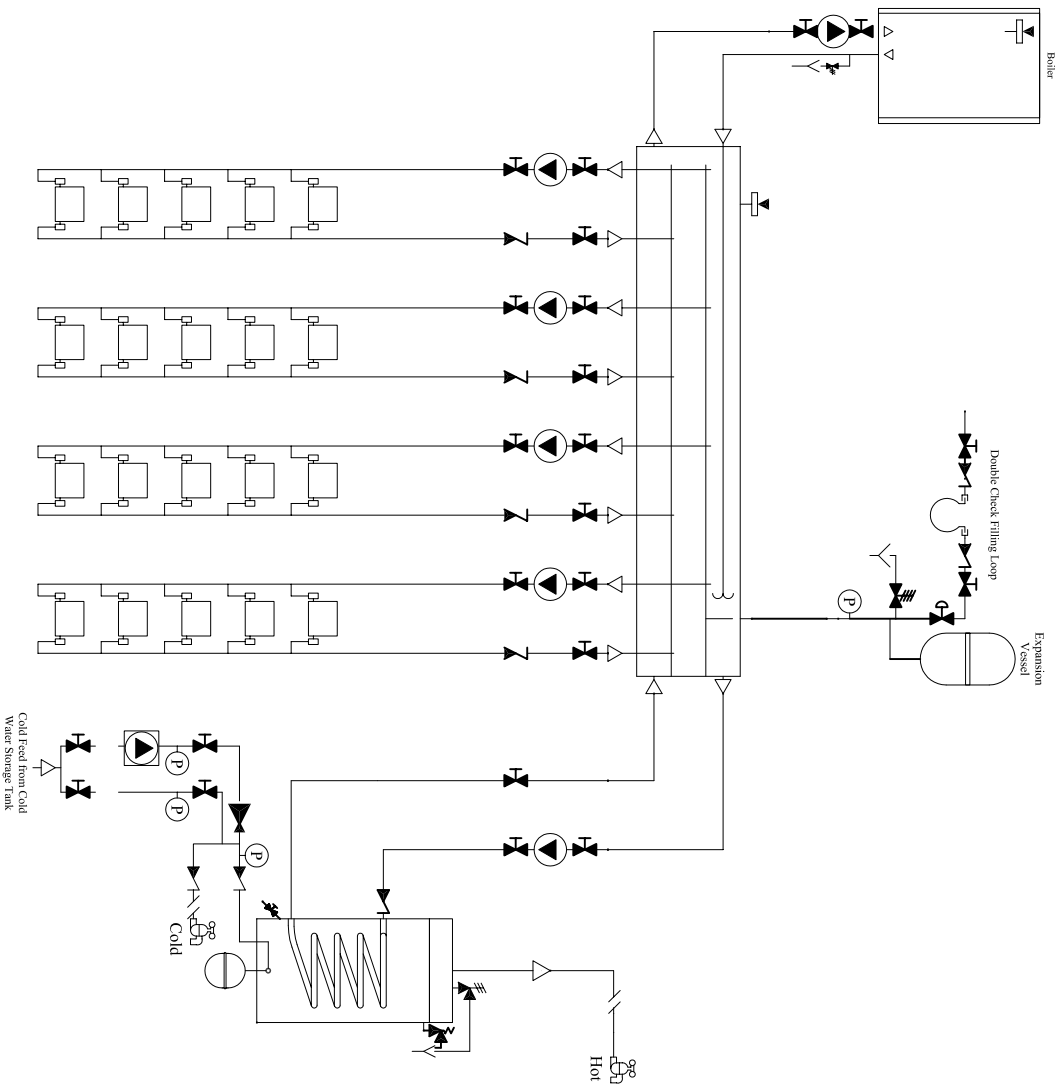 Boiler
Double Check Filling Loop
Expansion
Vessel
P
Cold Feed from Cold
Water Storage Tank
P
P
P
Cold
Hot